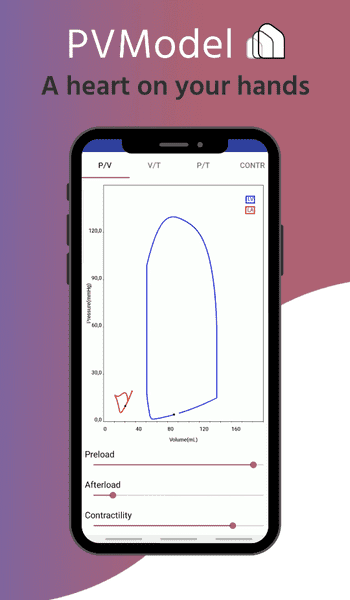 PVModel
A heart on your hands
P/V V/T P/T CONTR
LV
LA
120,0
90,0
60,0
30,0
0,0
Pressure(mmHg)
0 40 80 120 160
Volume(mL)
Preload
Afterload
Contractility